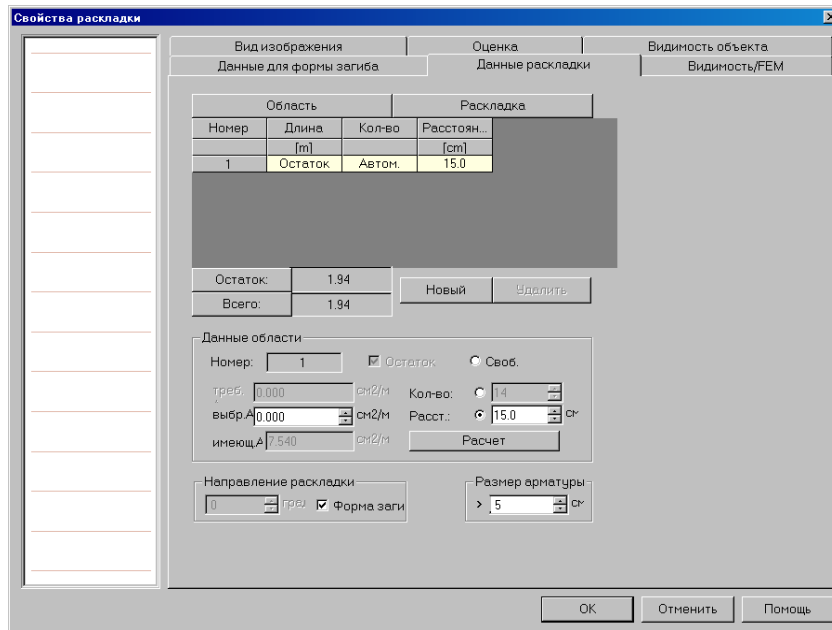 Свойства раскладки
Вид изображения Оценка Видимость объекта
Данные для формы загиба Данные раскладки Видимость/FEM
Область Раскладка
Номер Длина Кол-во Расстоян...
[m] [cm]
1 Остаток Автом. 15.0
Остаток: 1.94
Новый Удалить
Всего: 1.94
Данные области
Номер: 1 Остаток Своб.
треб. 0.000 см2/м Кол-во: 14
выбр.А 0.000 см2/м Расст.: 15.0 см
имеющ.А 7.540 см2/м Расчет
Направление раскладки Размер арматуры
0 град Форма заги > 5 см
OK Отменить Помощь